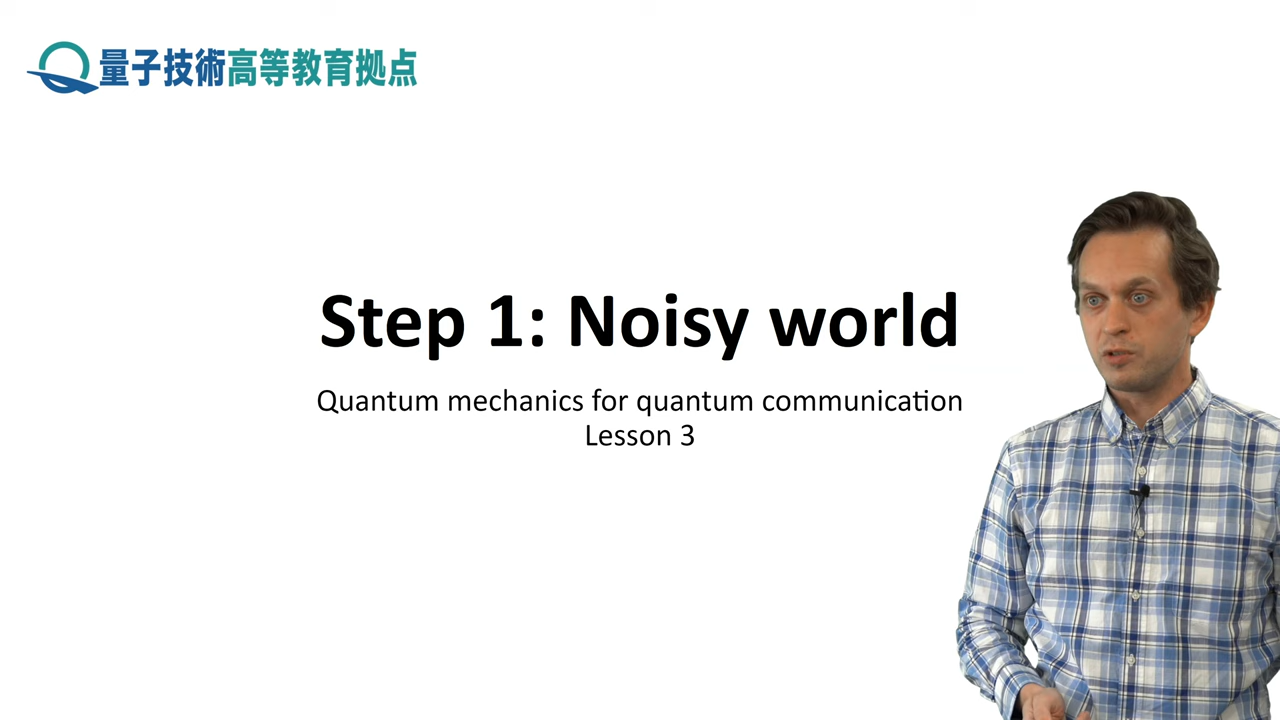 量子技術高等教育拠点
Step 1: Noisy world
Quantum mechanics for quantum communication
Lesson 3